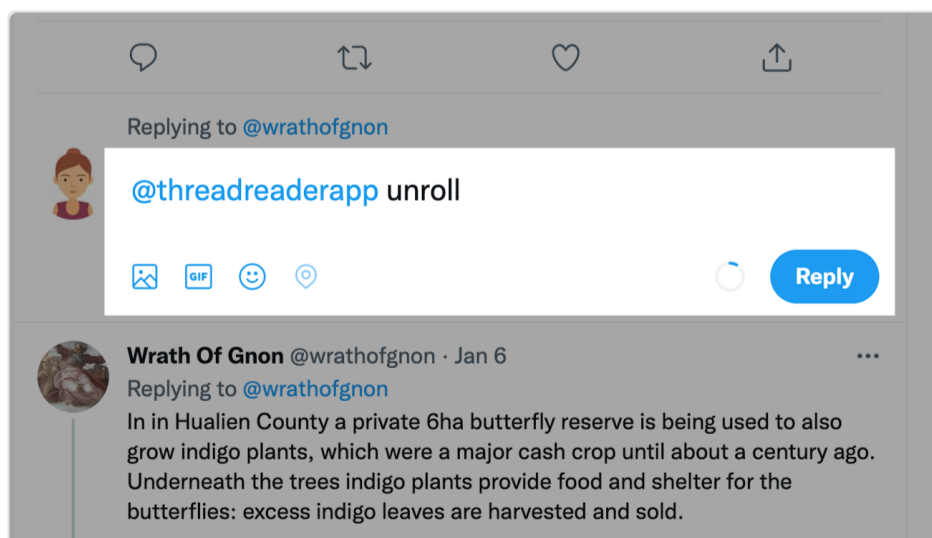 Replying to @wrathofgnon
@threadreaderapp unroll
GIF
Reply
Wrath Of Gnon @wrathofgnon · Jan 6
Replying to @wrathofgnon
In in Hualien County a private 6ha butterfly reserve is being used to also
grow indigo plants, which were a major cash crop until about a century ago.
Underneath the trees indigo plants provide food and shelter for the
butterflies: excess indigo leaves are harvested and sold.